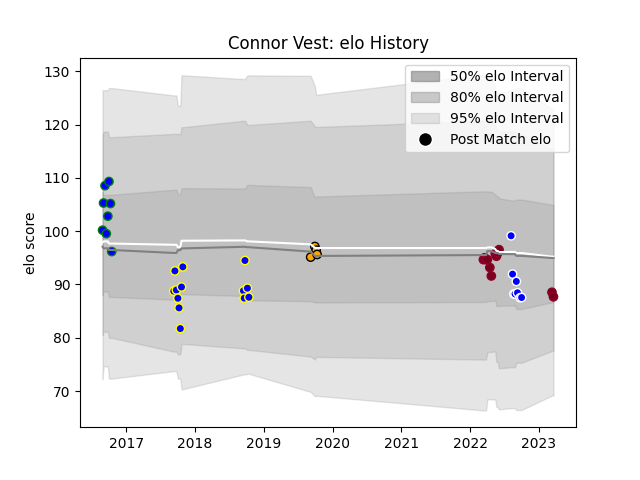 Connor Vest: elo History
130
120
110
100
90
80
70
elo score
50% elo Interval
80% elo Interval
95% elo Interval
Post Match elo
2017
2018
2019
2020
2021
2022
2023